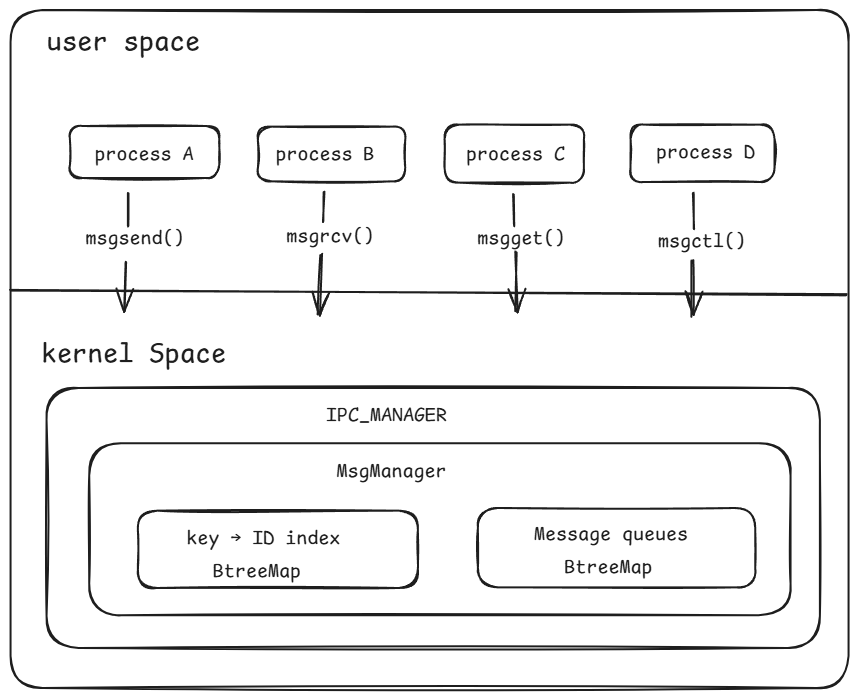 user space
process A
process B
process C
process D
msgsend()
msgrcv()
msgget()
msgctl()
kernel Space
IPC_MANAGER
MsgManager
key → ID index
BtreeMap
Message queues
BtreeMap